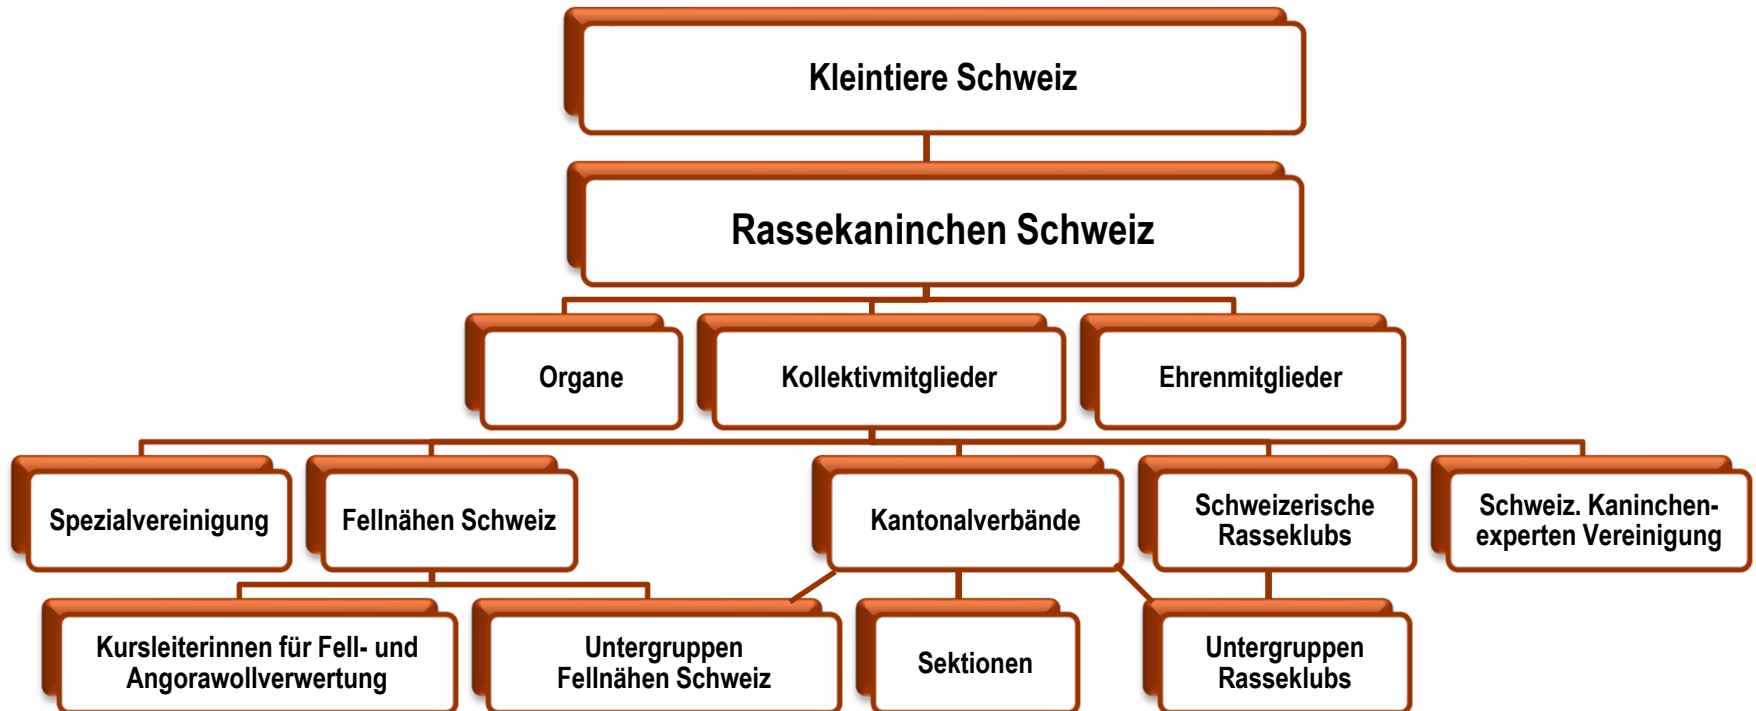 Kleintiere Schweiz
Rassekaninchen Schweiz
Organe
Kollektivmitglieder
Ehrenmitglieder
Spezialvereinigung
Fellnähen Schweiz
Kantonalverbände
Schweizerische
Rasseklubs
Schweiz. Kaninchen-
experten Vereinigung
Kursleiterinnen für Fell- und
Angorawollverwertung
Untergruppen
Fellnähen Schweiz
Sektionen
Untergruppen
Rasseklubs